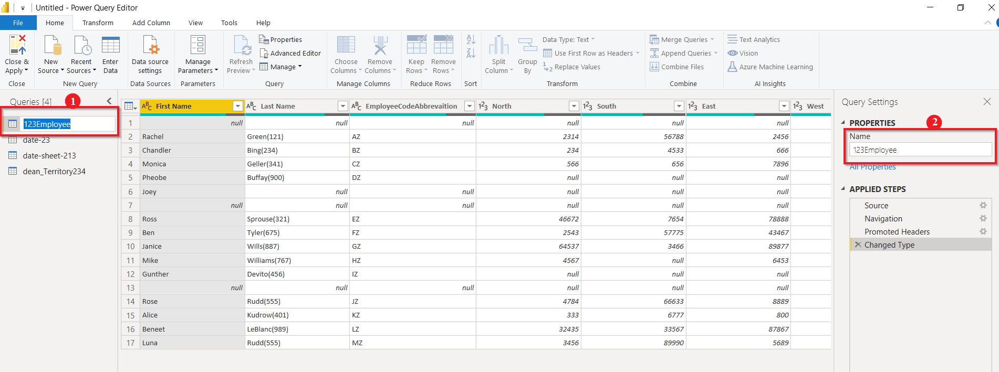 Untitled - Power Query Editor
File Home Transform Add Column View Tools Help
Close & Apply
Close
New Source
Recent Sources
Enter Data
New Query
Data source settings
Data Sources
Manage Parameters
Parameters
Refresh Preview
Properties
Advanced Editor
Manage
Query
Choose Columns
Remove Columns
Manage Columns
Keep Rows
Remove Rows
Reduce Rows
Sort
Split Column
Group By
Data Type: Text
Use First Row as Headers
Replace Values
Transform
Merge Queries
Append Queries
Combine Files
Combine
Text Analytics
Vision
Azure Machine Learning
AI Insights
Queries [4]
1
123Employee
date-23
date-sheet-213
dean_Territory234
ABC First Name ABC Last Name ABC EmployeeCodeAbbrevaition 123 North 123 South 123 East 123 West
1 null null null null null null
2 Rachel Green(121) AZ 2314 56788 2456
3 Chandler Bing(234) BZ 234 4533 666
4 Monica Geller(341) CZ 566 656 7896
5 Pheobe Buffay(900) DZ null null null
6 Joey null null null null null
7 null null null null null null
8 Ross Sprouse(321) EZ 46672 7654 78888
9 Ben Tyler(675) FZ 2543 57775 43467
10 Janice Wills(887) GZ 64537 3466 89877
11 Mike Williams(767) HZ 4567 null 6453
12 Gunther Devito(456) IZ null null null
13 null null null null null null
14 Rose Rudd(555) JZ 4784 66633 8889
15 Alice Kudrow(401) KZ 333 6777 800
16 Beneet LeBlanc(989) LZ 32435 33567 87867
17 Luna Rudd(555) MZ 3456 89990 5689
Query Settings
PROPERTIES
2
Name
123Employee
All Properties
APPLIED STEPS
Source
Navigation
Promoted Headers
Changed Type